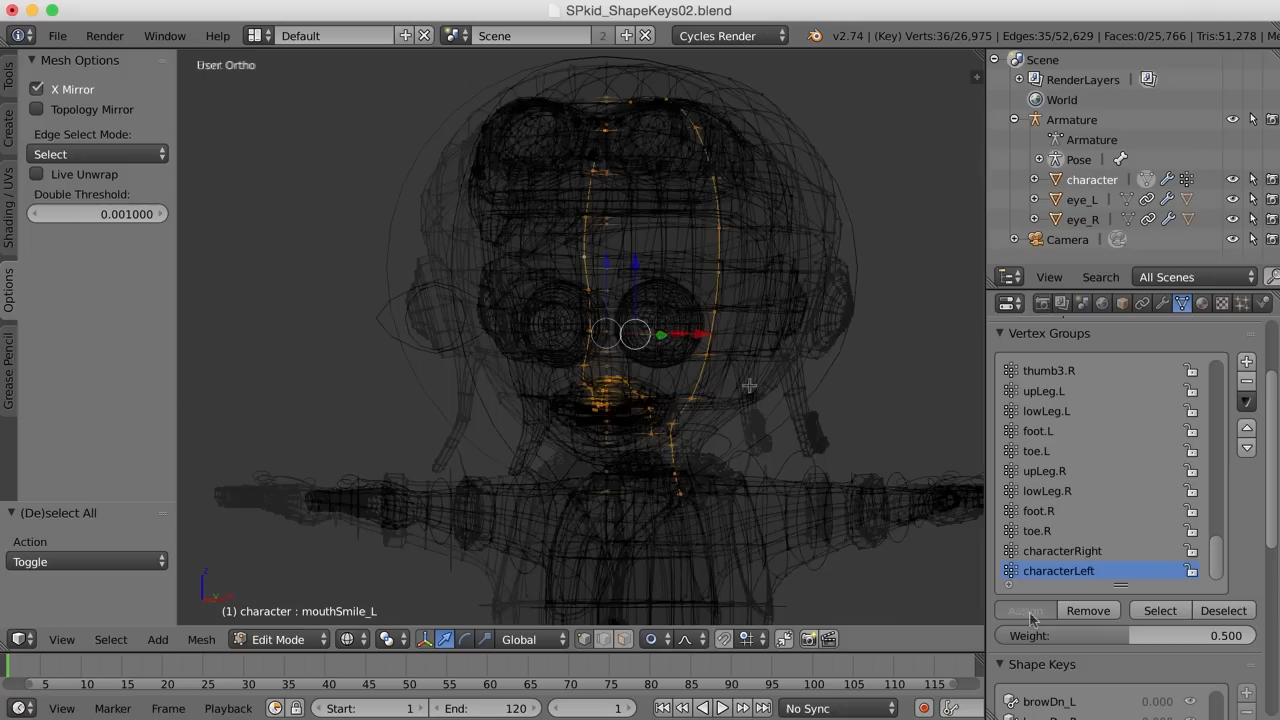 SPkid_ShapeKeys02.blend
File Render Window Help Default Scene 2 Cycles Render v2.74 | (Key) Verts:36/26,975 | Edges:35/52,629 | Faces:0/25,766 | Tris:51,278 |
Mesh Options
X Mirror
Topology Mirror
Edge Select Mode:
Select
Live Unwrap
Double Threshold:
0.001000
Tools
Create
Shading / UVs
Options
Grease Pencil
(De)select All
Action
Toggle
User Ortho
(1) character : mouthSmile_L
View Select Add Mesh Edit Mode Global
5 10 15 20 25 30 35 40 45 50 55 60 65 70 75 80 85 90 95 100 105 110 115
View Marker Frame Playback Start: 1 End: 120 1 No Sync
Scene
RenderLayers
World
Armature
Armature
Pose
character
eye_L
eye_R
Camera
View Search All Scenes
Vertex Groups
thumb3.R
upLeg.L
lowLeg.L
foot.L
toe.L
upLeg.R
lowLeg.R
foot.R
toe.R
characterRight
characterLeft
Assign Remove Select Deselect
Weight: 0.500
Shape Keys
browDn_L 0.000